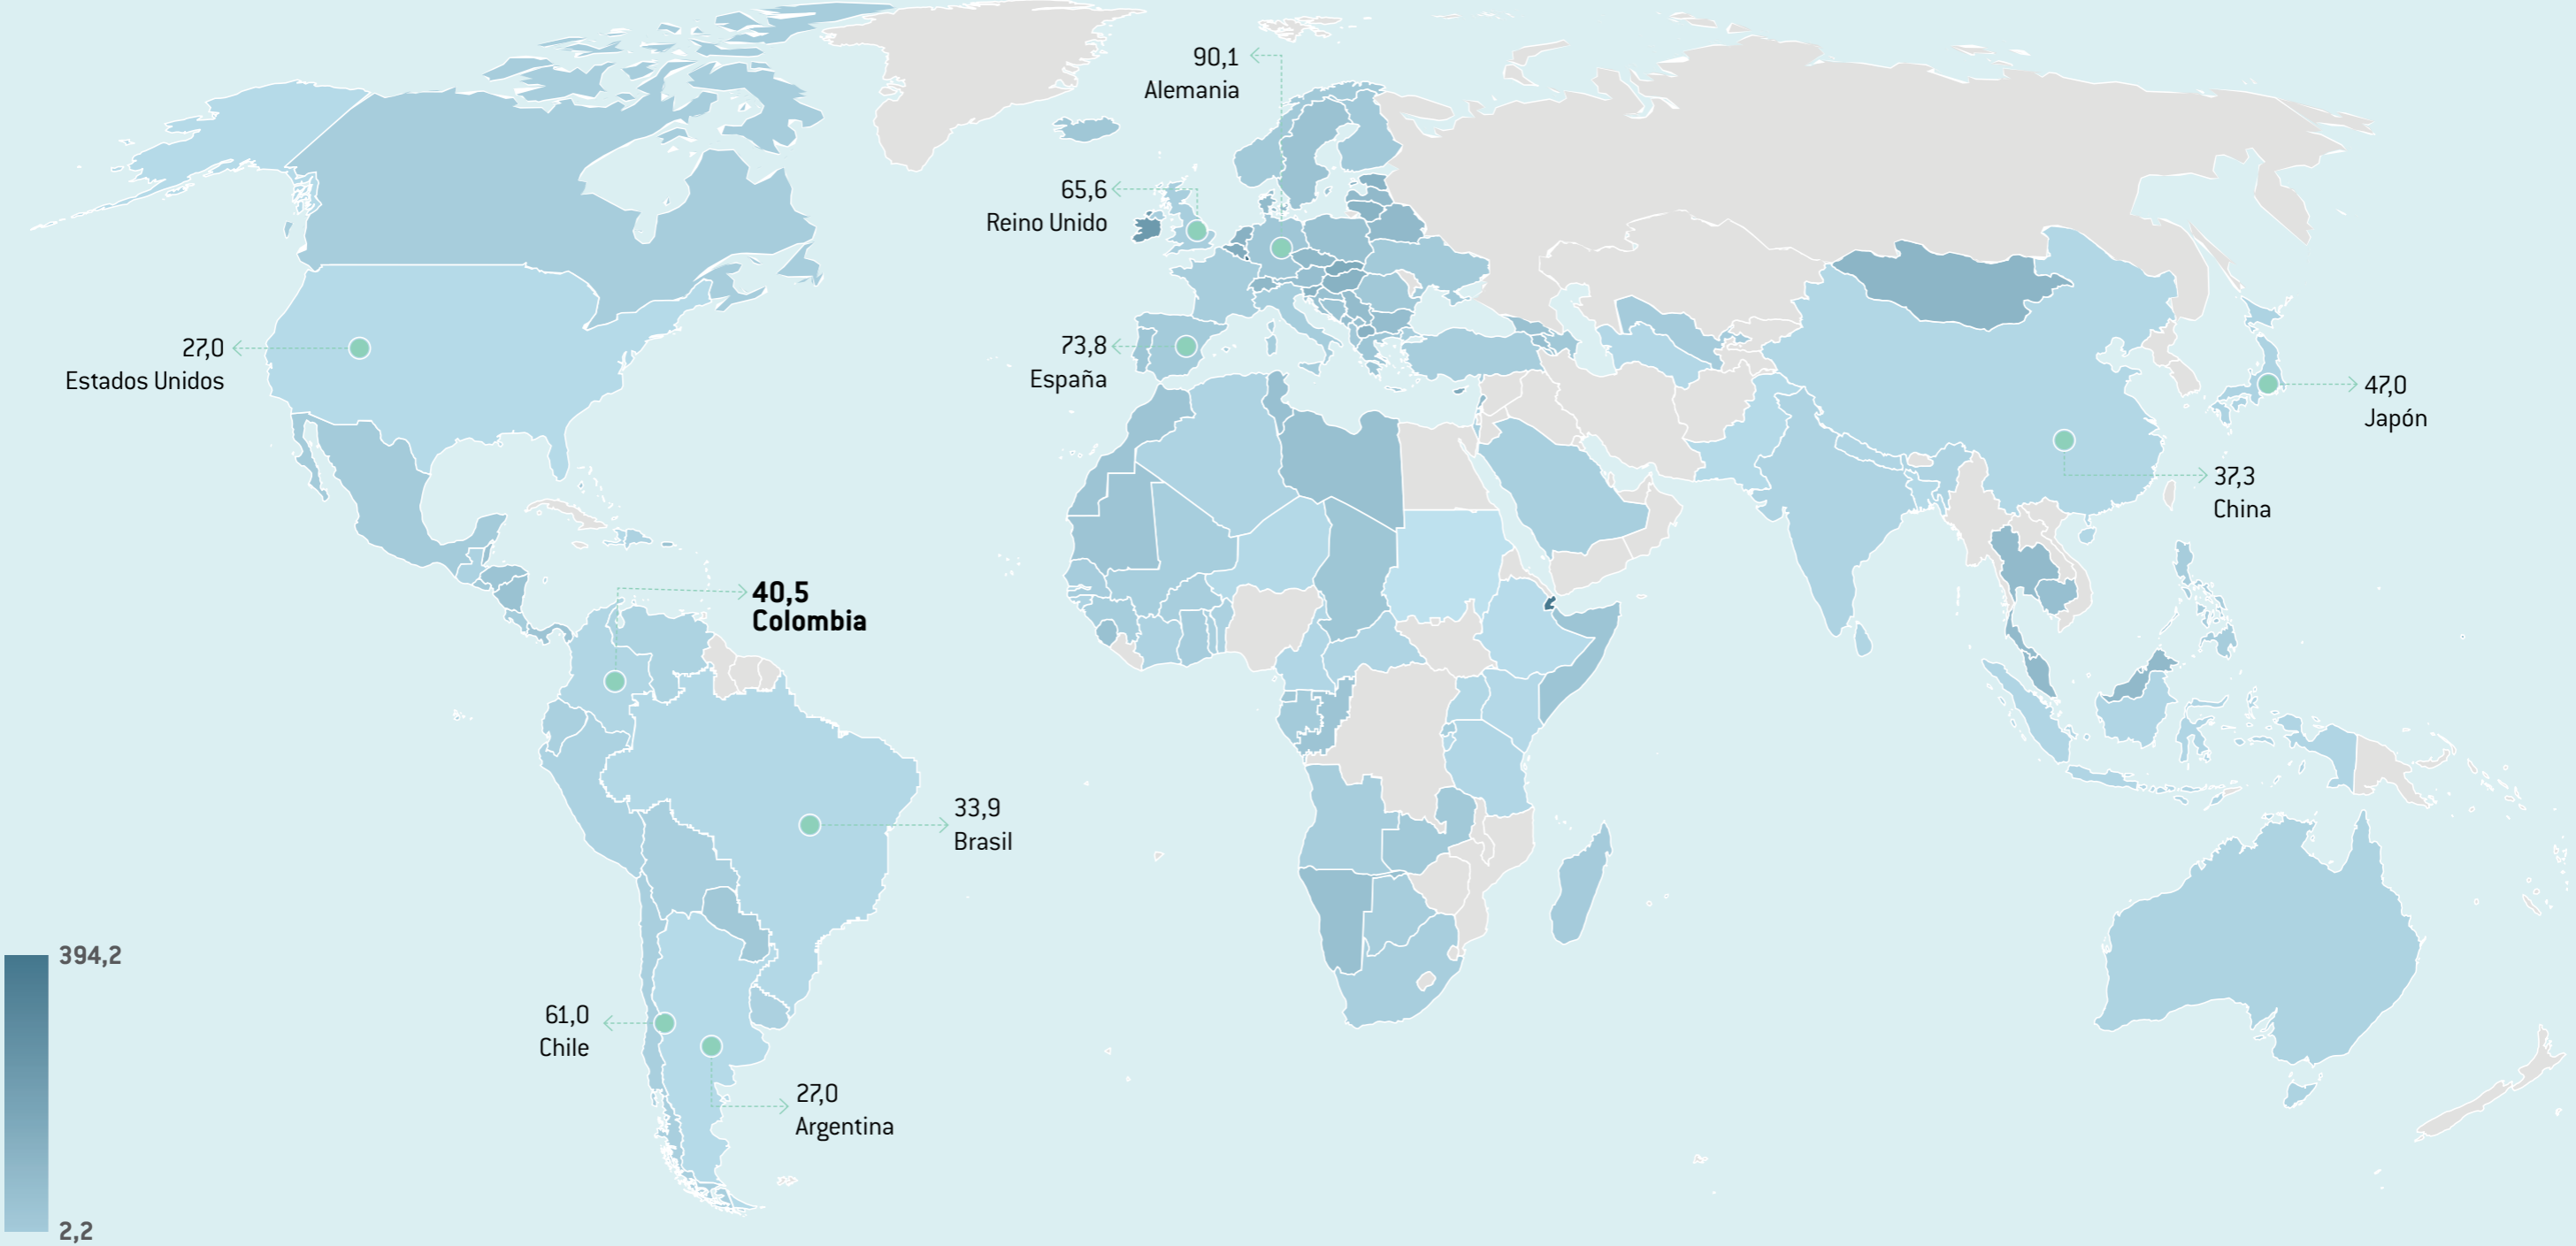 90,1
Alemania
65,6
Reino Unido
27,0
Estados Unidos
73,8
España
47,0
Japón
37,3
China
40,5
Colombia
33,9
Brasil
394,2
61,0
Chile
27,0
Argentina
2,2